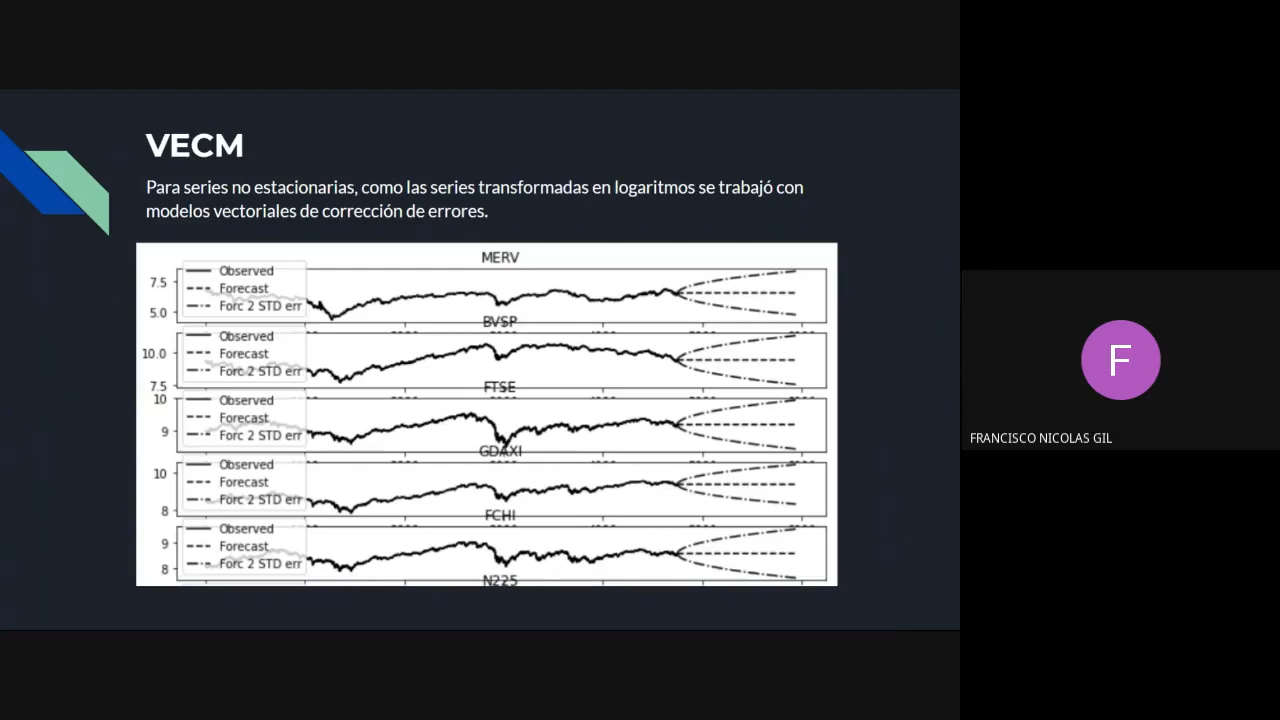 VECM
Para series no estacionarias, como las series transformadas en logaritmos se trabajó con
modelos vectoriales de corrección de errores.
MERV
Observed
Forecast
Forc 2 STD err
7.5
5.0
BVSP
Observed
Forecast
Forc 2 STD err
10.0
7.5
FTSE
Observed
Forecast
Forc 2 STD err
10
9
GDAXI
Observed
Forecast
Forc 2 STD err
10
8
FCHI
Observed
Forecast
Forc 2 STD err
9
8
N225
F
FRANCISCO NICOLAS GIL